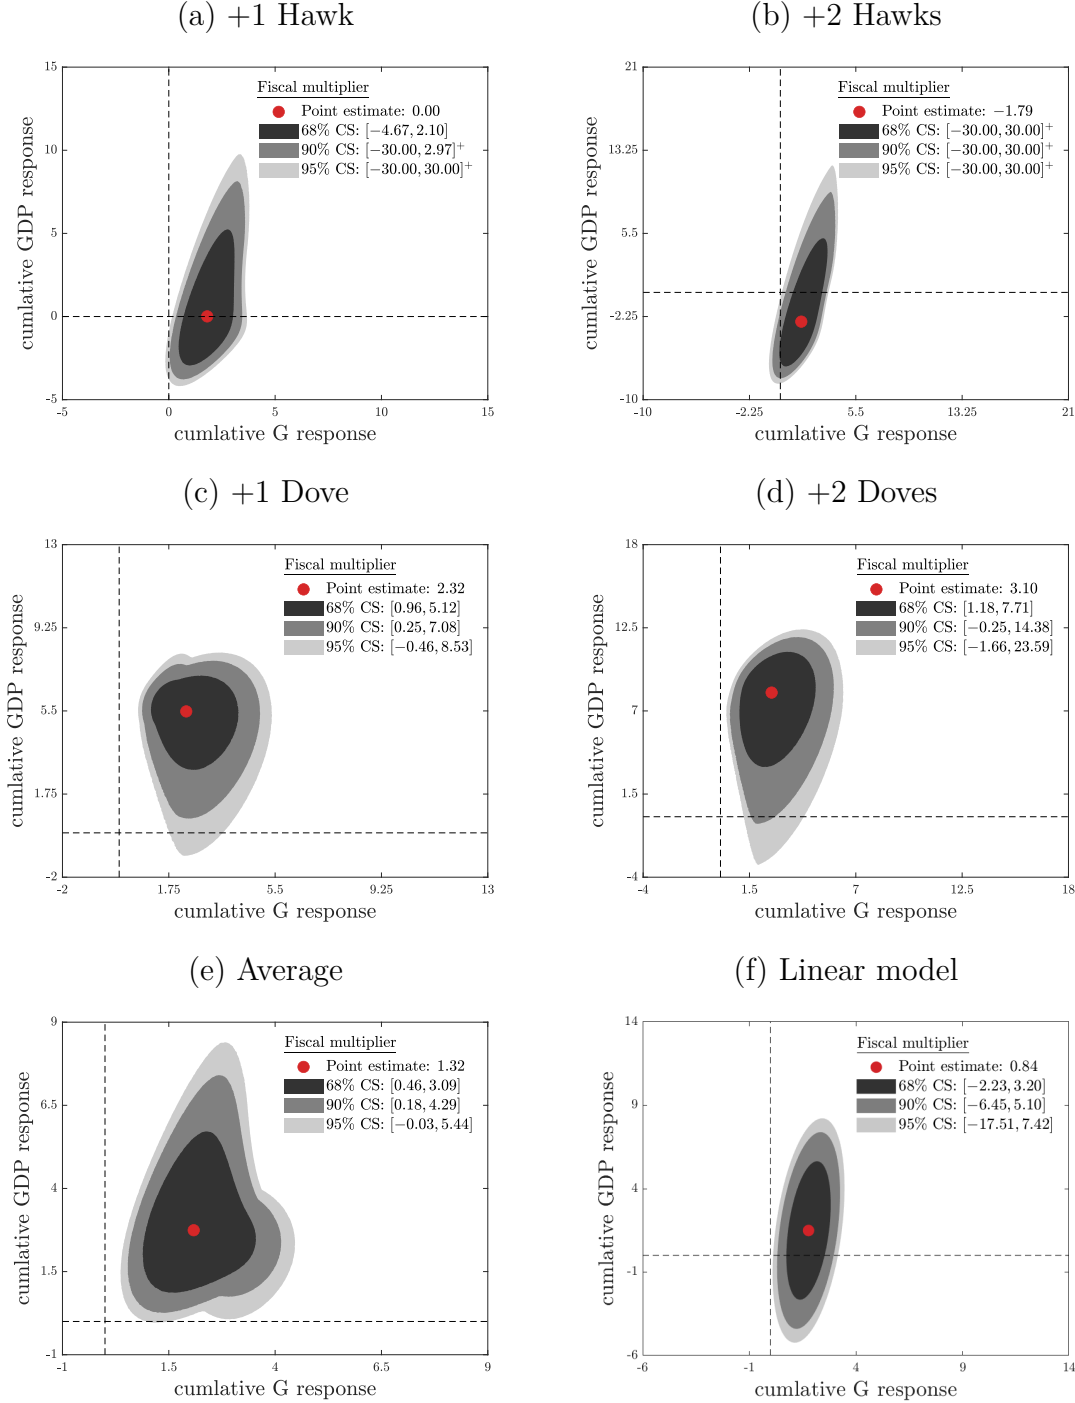 (a) +1 Hawk
15
10
5
0
-5
-5
0
5
10
15
cumlative GDP response
cumlative G response
Fiscal multiplier
Point estimate: 0.00
68% CS: [−4.67, 2.10]
90% CS: [−30.00, 2.97]+
95% CS: [−30.00, 30.00]+
(b) +2 Hawks
21
13.25
5.5
-2.25
-10
-10
-2.25
5.5
13.25
21
cumlative GDP response
cumlative G response
Fiscal multiplier
Point estimate: −1.79
68% CS: [−30.00, 30.00]+
90% CS: [−30.00, 30.00]+
95% CS: [−30.00, 30.00]+
(c) +1 Dove
13
9.25
5.5
1.75
-2
-2
1.75
5.5
9.25
13
cumlative GDP response
cumlative G response
Fiscal multiplier
Point estimate: 2.32
68% CS: [0.96, 5.12]
90% CS: [0.25, 7.08]
95% CS: [−0.46, 8.53]
(d) +2 Doves
18
12.5
7
1.5
-4
-4
1.5
7
12.5
18
cumlative GDP response
cumlative G response
Fiscal multiplier
Point estimate: 3.10
68% CS: [1.18, 7.71]
90% CS: [−0.25, 14.38]
95% CS: [−1.66, 23.59]
(e) Average
9
6.5
4
1.5
-1
-1
1.5
4
6.5
9
cumlative GDP response
cumlative G response
Fiscal multiplier
Point estimate: 1.32
68% CS: [0.46, 3.09]
90% CS: [0.18, 4.29]
95% CS: [−0.03, 5.44]
(f) Linear model
14
9
4
-1
-6
-6
-1
4
9
14
cumlative GDP response
cumlative G response
Fiscal multiplier
Point estimate: 0.84
68% CS: [−2.23, 3.20]
90% CS: [−6.45, 5.10]
95% CS: [−17.51, 7.42]